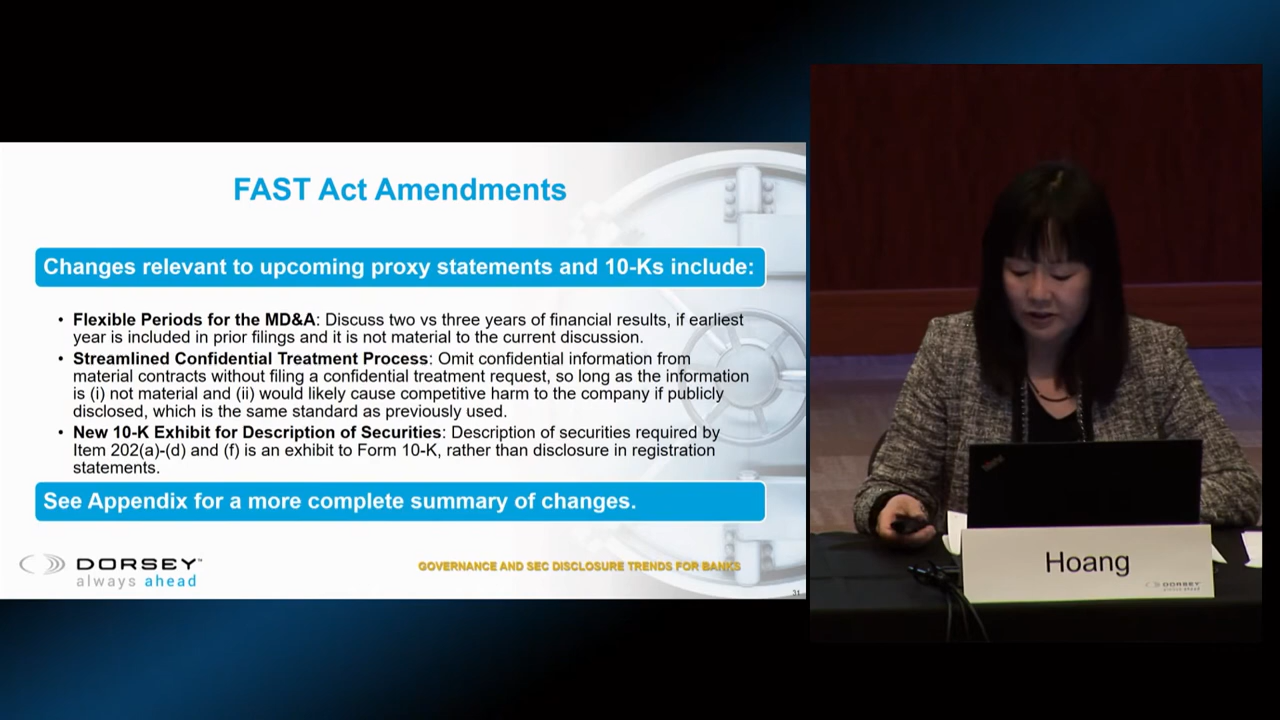 FAST Act Amendments
Changes relevant to upcoming proxy statements and 10-Ks include:
• Flexible Periods for the MD&A: Discuss two vs three years of financial results, if earliest
year is included in prior filings and it is not material to the current discussion.
• Streamlined Confidential Treatment Process: Omit confidential information from
material contracts without filing a confidential treatment request, so long as the information
is (i) not material and (ii) would likely cause competitive harm to the company if publicly
disclosed, which is the same standard as previously used.
• New 10-K Exhibit for Description of Securities: Description of securities required by
Item 202(a)-(d) and (f) is an exhibit to Form 10-K, rather than disclosure in registration
statements.
See Appendix for a more complete summary of changes.
DORSEY™
always ahead
GOVERNANCE AND SEC DISCLOSURE TRENDS FOR BANKS
31
Hoang
DORSEY